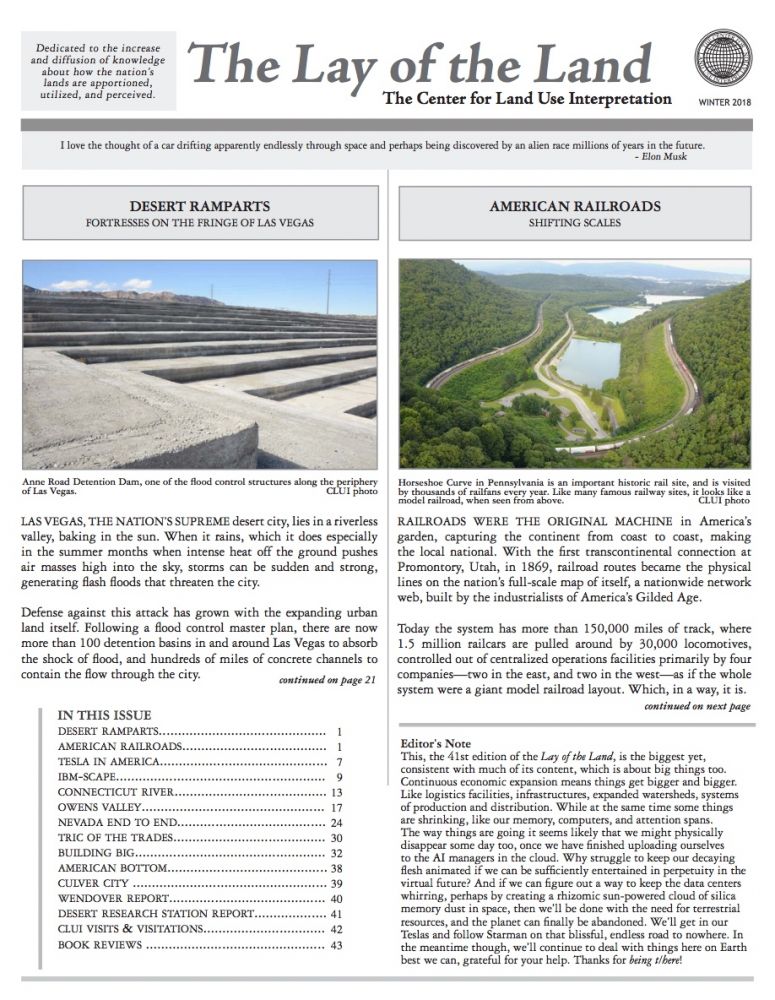 Dedicated to the increase
and diffusion of knowledge
about how the nation's
lands are apportioned,
utilized, and perceived.
The Lay of the Land
The Center for Land Use Interpretation
WINTER 2018
I love the thought of a car drifting apparently endlessly through space and perhaps being discovered by an alien race millions of years in the future.
- Elon Musk
DESERT RAMPARTS
FORTRESSES ON THE FRINGE OF LAS VEGAS
Anne Road Detention Dam, one of the flood control structures along the periphery
of Las Vegas. CLUI photo
LAS VEGAS, THE NATION'S SUPREME desert city, lies in a riverless
valley, baking in the sun. When it rains, which it does especially
in the summer months when intense heat off the ground pushes
air masses high into the sky, storms can be sudden and strong,
generating flash floods that threaten the city.
Defense against this attack has grown with the expanding urban
land itself. Following a flood control master plan, there are now
more than 100 detention basins in and around Las Vegas to absorb
the shock of flood, and hundreds of miles of concrete channels to
contain the flow through the city.
continued on page 21
IN THIS ISSUE
DESERT RAMPARTS.......................................... 1
AMERICAN RAILROADS.................................... 1
TESLA IN AMERICA.......................................... 7
IBM-SCAPE..................................................... 9
CONNECTICUT RIVER...................................... 13
OWENS VALLEY.............................................. 17
NEVADA END TO END..................................... 24
TRIC OF THE TRADES...................................... 30
BUILDING BIG................................................ 32
AMERICAN BOTTOM........................................ 38
CULVER CITY ................................................ 39
WENDOVER REPORT....................................... 40
DESERT RESEARCH STATION REPORT.................. 41
CLUI VISITS & VISITATIONS.............................. 42
BOOK REVIEWS ............................................. 43
AMERICAN RAILROADS
SHIFTING SCALES
Horseshoe Curve in Pennsylvania is an important historic rail site, and is visited
by thousands of railfans every year. Like many famous railway sites, it looks like a
model railroad, when seen from above. CLUI photo
RAILROADS WERE THE ORIGINAL MACHINE in America's
garden, capturing the continent from coast to coast, making
the local national. With the first transcontinental connection at
Promontory, Utah, in 1869, railroad routes became the physical
lines on the nation's full-scale map of itself, a nationwide network
web, built by the industrialists of America's Gilded Age.
Today the system has more than 150,000 miles of track, where
1.5 million railcars are pulled around by 30,000 locomotives,
controlled out of centralized operations facilities primarily by four
companies—two in the east, and two in the west—as if the whole
system were a giant model railroad layout. Which, in a way, it is.
continued on next page
Editor's Note
This, the 41st edition of the Lay of the Land, is the biggest yet,
consistent with much of its content, which is about big things too.
Continuous economic expansion means things get bigger and bigger.
Like logistics facilities, infrastructures, expanded watersheds, systems
of production and distribution. While at the same time some things
are shrinking, like our memory, computers, and attention spans.
The way things are going it seems likely that we might physically
disappear some day too, once we have finished uploading ourselves
to the AI managers in the cloud. Why struggle to keep our decaying
flesh animated if we can be sufficiently entertained in perpetuity in the
virtual future? And if we can figure out a way to keep the data centers
whirring, perhaps by creating a rhizomic sun-powered cloud of silica
memory dust in space, then we'll be done with the need for terrestrial
resources, and the planet can finally be abandoned. We'll get in our
Teslas and follow Starman on that blissful, endless road to nowhere. In
the meantime though, we'll continue to deal with things here on Earth
best we can, grateful for your help. Thanks for being t/here!